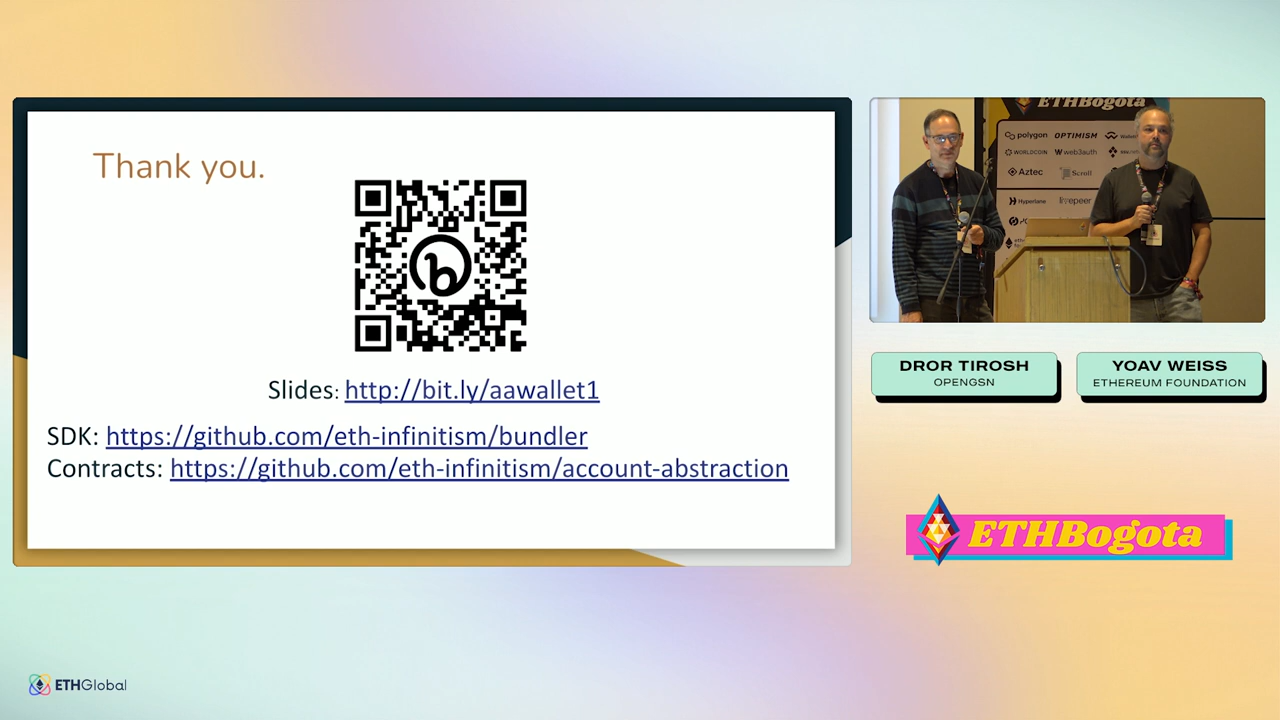 Thank you.
Slides: http://bit.ly/aawallet1
SDK: https://github.com/eth-infinitism/bundler
Contracts: https://github.com/eth-infinitism/account-abstraction
ETHBogota
polygon OPTIMISM
WORLDCOIN web3auth
Aztec Scroll
Hyperlane livepeer
DROR TIROSH
OPENGSN
YOAV WEISS
ETHEREUM FOUNDATION
ETHBogota
ETHGlobal